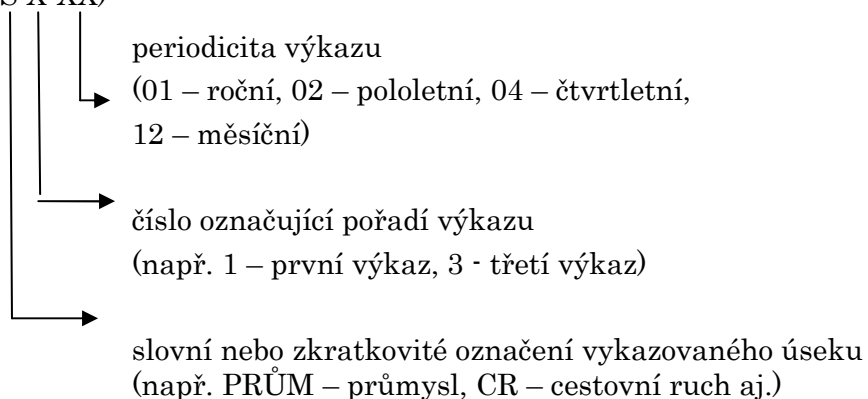 periodicita výkazu
(01 – roční, 02 – pololetní, 04 – čtvrtletní,
12 – měsíční)
číslo označující pořadí výkazu
(např. 1 – první výkaz, 3 - třetí výkaz)
slovní nebo zkratkovité označení vykazovaného úseku
(např. PRŮM – průmysl, CR – cestovní ruch aj.)